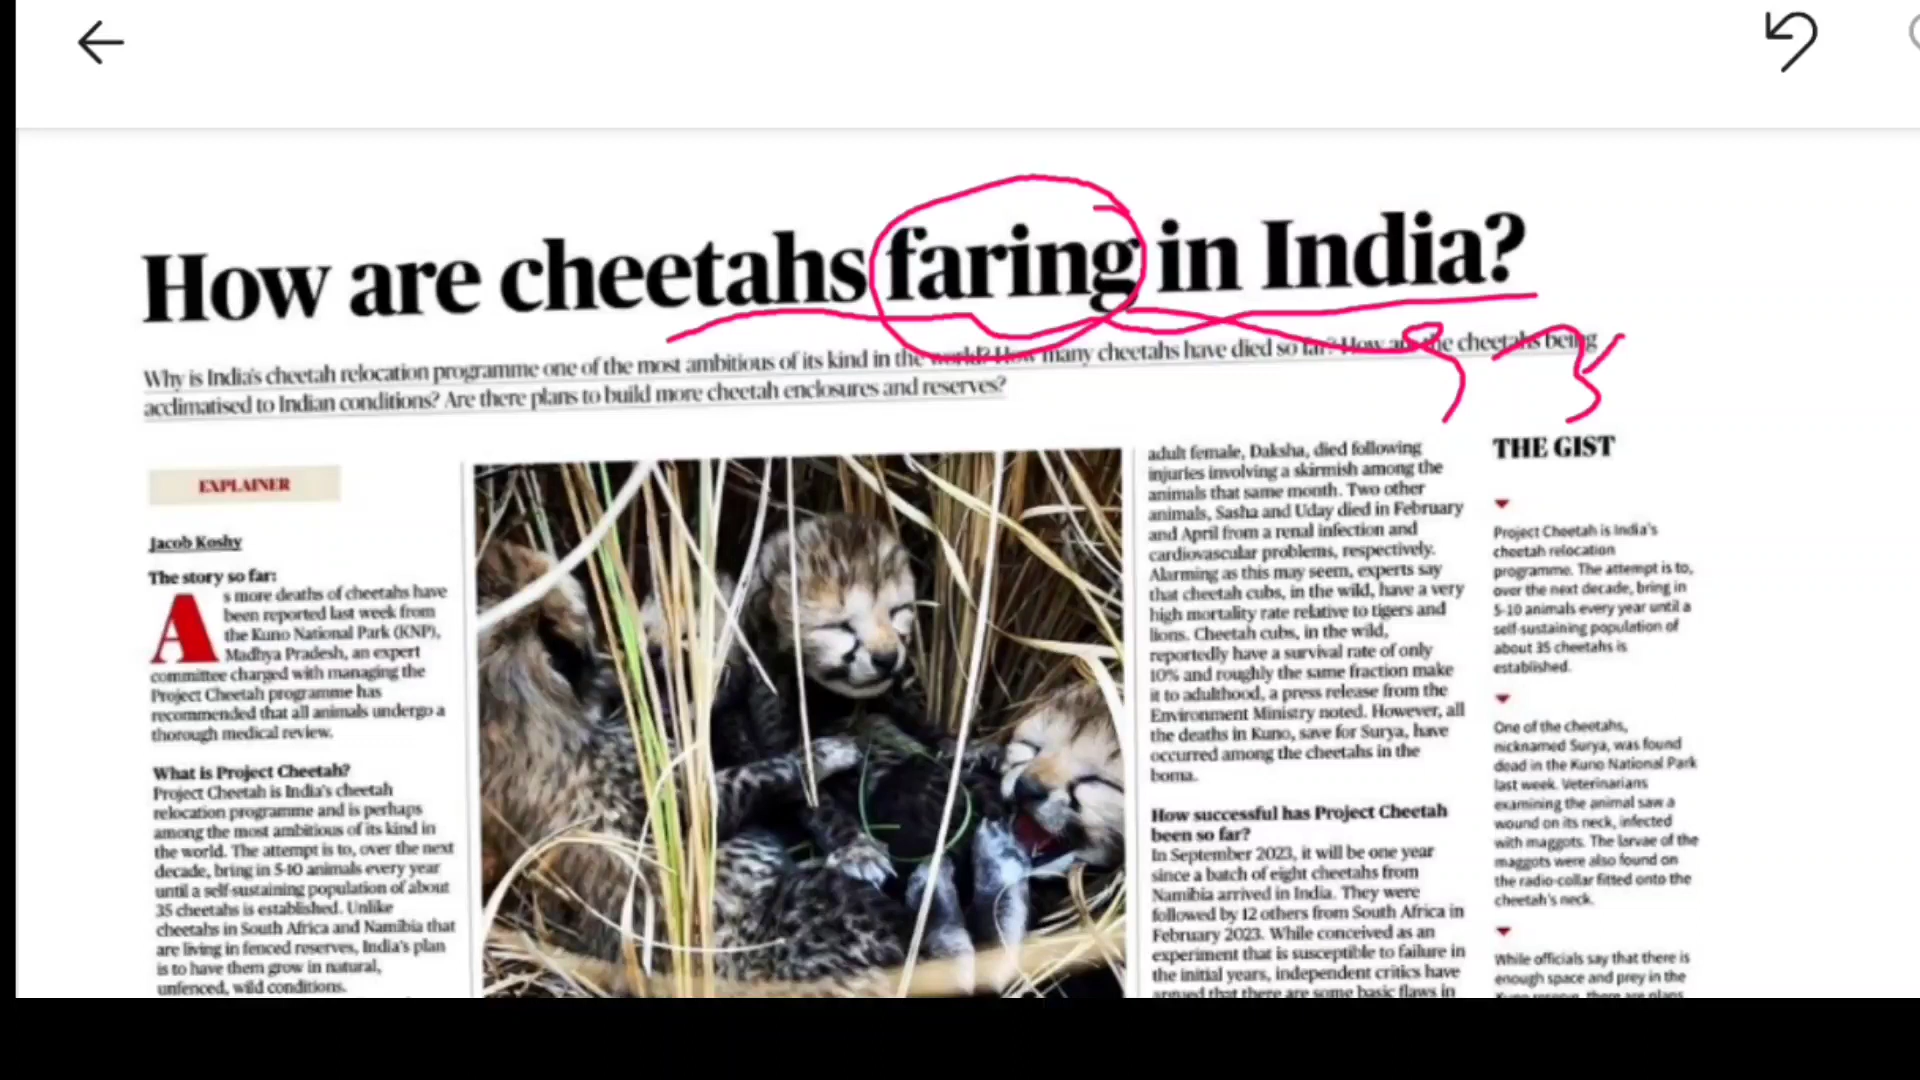 How are cheetahs faring in India?
Why is India's cheetah relocation programme one of the most ambitious of its kind in the world? How many cheetahs have died so far? How are the cheetahs being
acclimatised to Indian conditions? Are there plans to build more cheetah enclosures and reserves?
EXPLAINER
Jacob Koshy
The story so far:
As more deaths of cheetahs have
been reported last week from
the Kuno National Park (KNP),
Madhya Pradesh, an expert
committee charged with managing the
Project Cheetah programme has
recommended that all animals undergo a
thorough medical review.
What is Project Cheetah?
Project Cheetah is India's cheetah
relocation programme and is perhaps
among the most ambitious of its kind in
the world. The attempt is to, over the next
decade, bring in 5-10 animals every year
until a self-sustaining population of about
35 cheetahs is established. Unlike
cheetahs in South Africa and Namibia that
are living in fenced reserves, India's plan
is to have them grow in natural,
unfenced, wild conditions.
adult female, Daksha, died following
injuries involving a skirmish among the
animals that same month. Two other
animals, Sasha and Uday died in February
and April from a renal infection and
cardiovascular problems, respectively.
Alarming as this may seem, experts say
that cheetah cubs, in the wild, have a very
high mortality rate relative to tigers and
lions. Cheetah cubs, in the wild,
reportedly have a survival rate of only
10% and roughly the same fraction make
it to adulthood, a press release from the
Environment Ministry noted. However, all
the deaths in Kuno, save for Surya, have
occurred among the cheetahs in the
boma.
How successful has Project Cheetah
been so far?
In September 2023, it will be one year
since a batch of eight cheetahs from
Namibia arrived in India. They were
followed by 12 others from South Africa in
February 2023. While conceived as an
experiment that is susceptible to failure in
the initial years, independent critics have
argued that there are some basic flaws in
THE GIST
Project Cheetah is India's
cheetah relocation
programme. The attempt is to,
over the next decade, bring in
5-10 animals every year until a
self-sustaining population of
about 35 cheetahs is
established.
One of the cheetahs,
nicknamed Surya, was found
dead in the Kuno National Park
last week. Veterinarians
examining the animal saw a
wound on its neck, infected
with maggots. The larvae of the
maggots were also found on
the radio-collar fitted onto the
cheetah's neck.
While officials say that there is
enough space and prey in the
Kuno reserve, there are plans